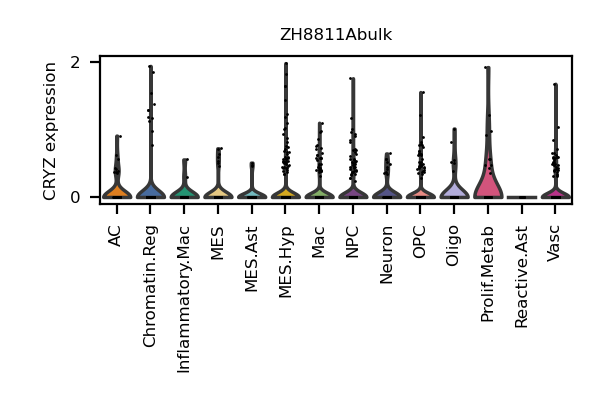 ZH8811Abulk
CRYZ expression
2
0
AC
Chromatin.Reg
Inflammatory.Mac
MES
MES.Ast
MES.Hyp
Mac
NPC
Neuron
OPC
Oligo
Prolif.Metab
Reactive.Ast
Vasc